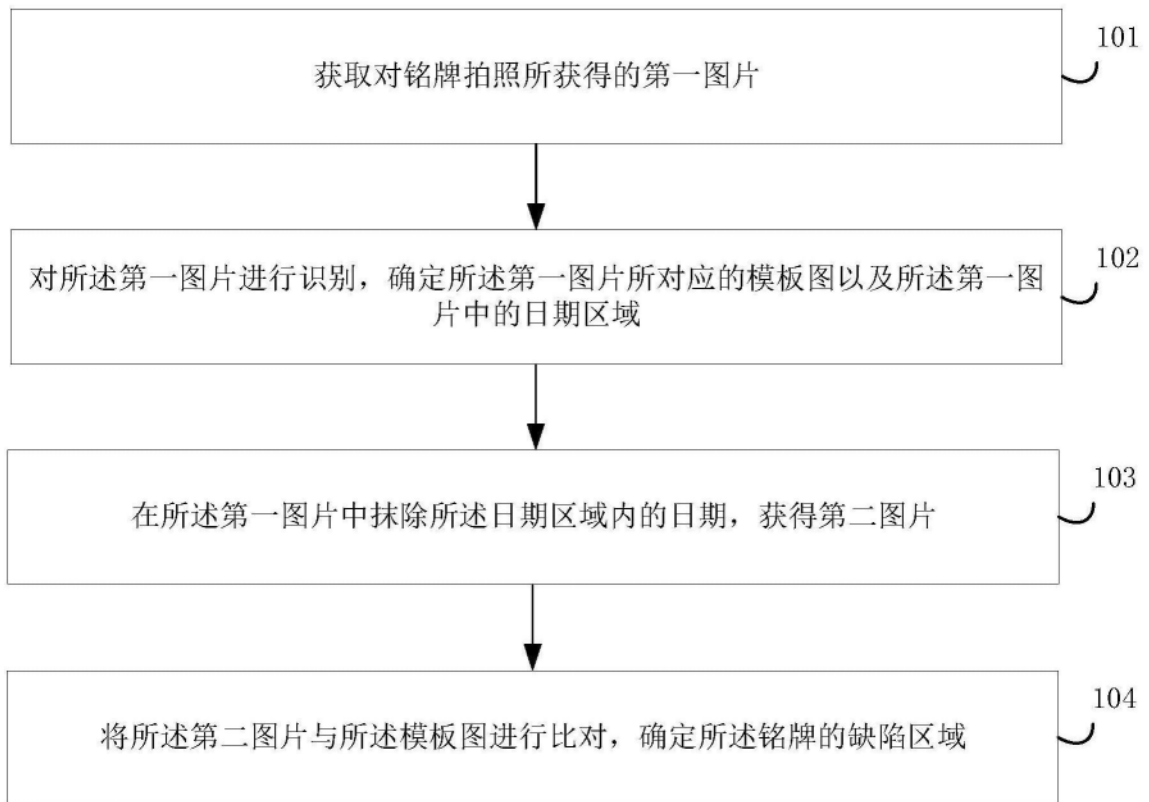 101
获取对铭牌拍照所获得的第一图片
102
对所述第一图片进行识别，确定所述第一图片所对应的模板图以及所述第一图
片中的日期区域
103
在所述第一图片中抹除所述日期区域内的日期，获得第二图片
104
将所述第二图片与所述模板图进行比对，确定所述铭牌的缺陷区域